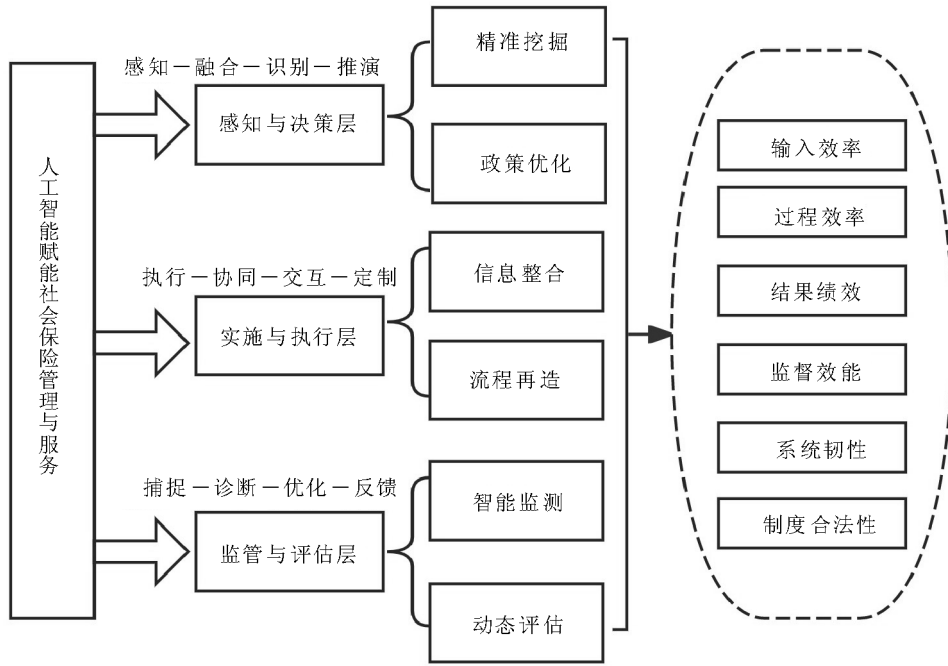 人工智能赋能社会保险管理与服务
感知－融合－识别－推演
感知与决策层
精准挖掘
政策优化
执行－协同－交互－定制
实施与执行层
信息整合
流程再造
捕捉－诊断－优化－反馈
监管与评估层
智能监测
动态评估
输入效率
过程效率
结果绩效
监督效能
系统韧性
制度合法性